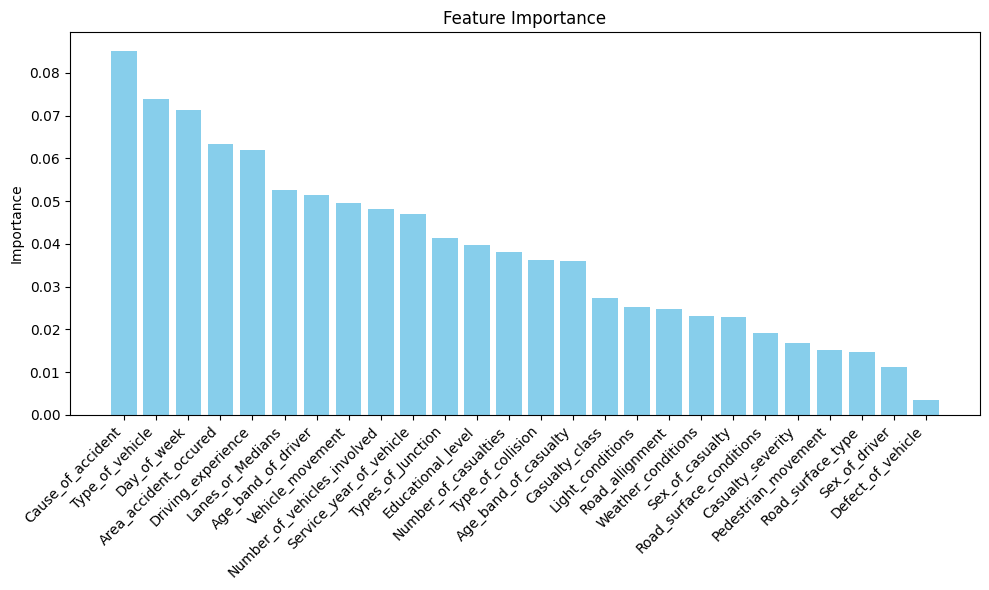 Feature Importance
Importance
0.08
0.07
0.06
0.05
0.04
0.03
0.02
0.01
0.00
Cause_of_accident
Type_of_vehicle
Day_of_week
Area_accident_occured
Driving_experience
Lanes_or_Medians
Age_band_of_driver
Vehicle_movement
Number_of_vehicles_involved
Service_year_of_vehicle
Types_of_Junction
Educational_level
Number_of_casualties
Type_of_collision
Age_band_of_casualty
Casualty_class
Light_conditions
Road_allignment
Weather_conditions
Sex_of_casualty
Road_surface_conditions
Casualty_severity
Pedestrian_movement
Road_surface_type
Sex_of_driver
Defect_of_vehicle